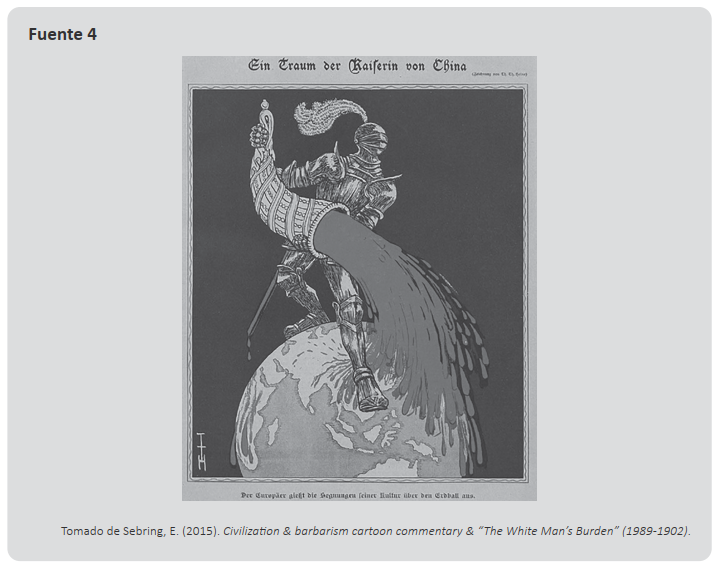 Fuente 4
Ein Traum der Kaiserin von China
(Zeichnung von Th. Th. Heine)
Der Europäer gießt die Segnungen seiner Kultur über den Erdball aus.
Tomado de Sebring, E. (2015). Civilization & barbarism cartoon commentary & “The White Man’s Burden” (1989-1902).